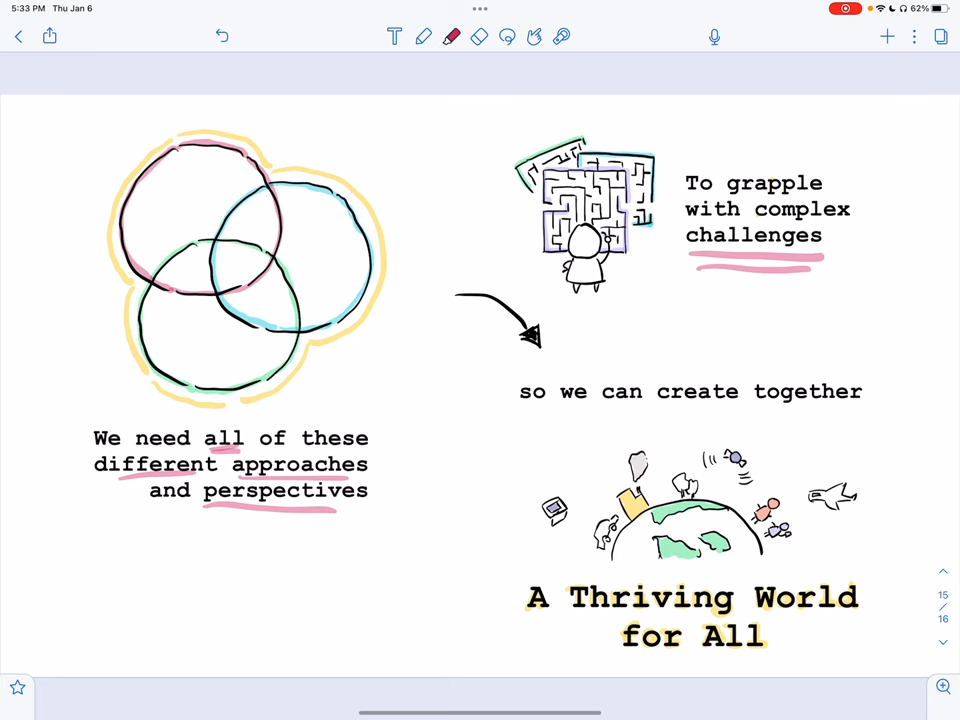 5:33 PM Thu Jan 6
62%
To grapple
with complex
challenges
so we can create together
We need all of these
different approaches
and perspectives
A Thriving World
for All
15
/
16